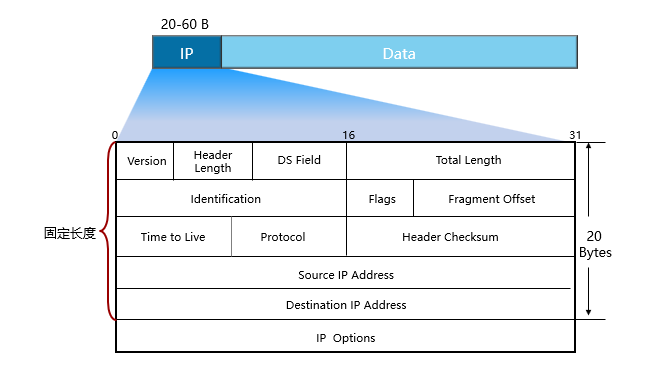 20-60 B
IP
Data
0
16
31
Version
Header
Length
DS Field
Total Length
Identification
Flags
Fragment Offset
固定长度
Time to Live
Protocol
Header Checksum
20
Bytes
Source IP Address
Destination IP Address
IP Options